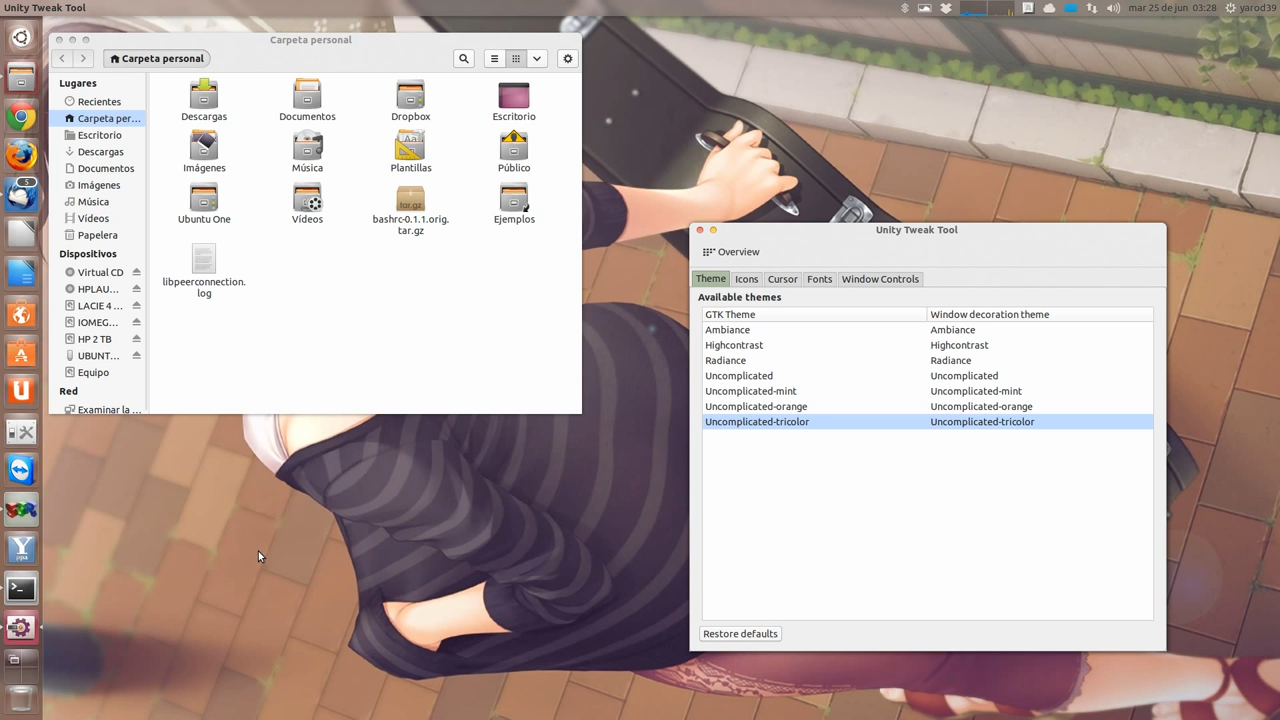 Unity Tweak Tool
mar 25 de jun 03:28
yarod39
Carpeta personal
Carpeta personal
Lugares
Recientes
Carpeta per...
Escritorio
Descargas
Documentos
Imágenes
Música
Vídeos
Papelera
Dispositivos
Virtual CD
HPLAU...
LACIE 4 ...
IOMEG...
HP 2 TB
UBUNT...
Equipo
Red
Examinar la ...
Descargas
Documentos
Dropbox
Escritorio
Imágenes
Música
Plantillas
Público
Ubuntu One
Vídeos
tar.gz
bashrc-0.1.1.orig.
tar.gz
Ejemplos
libpeerconnection.
log
Unity Tweak Tool
Overview
Theme
Icons
Cursor
Fonts
Window Controls
Available themes
GTK Theme Window decoration theme
Ambiance Ambiance
Highcontrast Highcontrast
Radiance Radiance
Uncomplicated Uncomplicated
Uncomplicated-mint Uncomplicated-mint
Uncomplicated-orange Uncomplicated-orange
Uncomplicated-tricolor Uncomplicated-tricolor
Restore defaults
5
Y
ppa